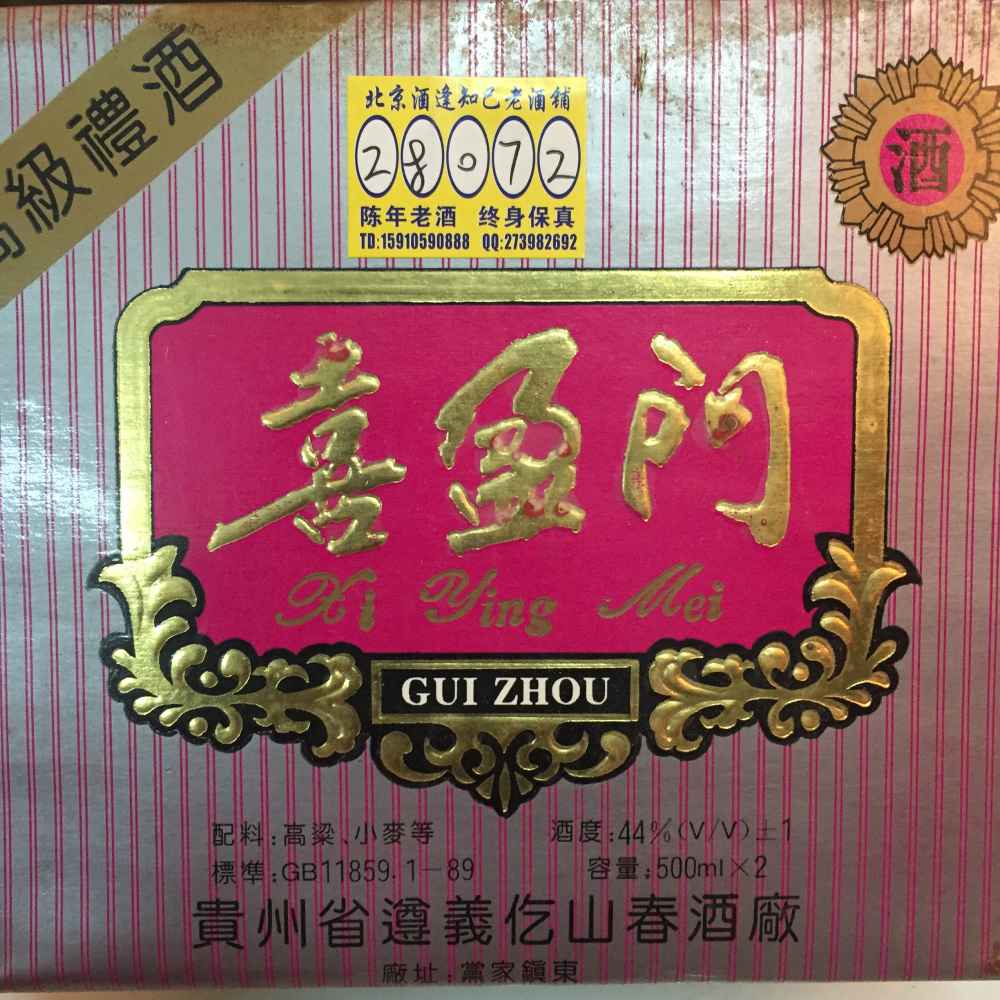 高級禮酒
北京酒逢知己老酒舖
28072
陈年老酒 终身保真
TD:15910590888 QQ:273982692
酒
喜盈门
Xi Ying Mei
GUI ZHOU
配料:高粱、小麥等 酒度:44%(V/V)±1
標準:GB11859.1-89 容量:500ml×2
貴州省遵義仡山春酒廠
廠址:黨家鎮東